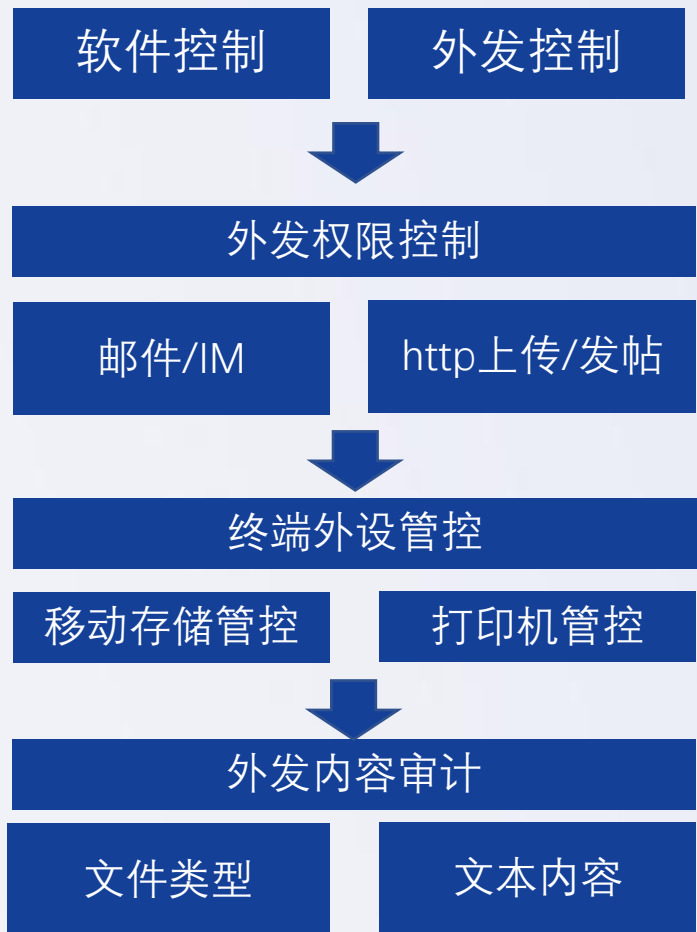 软件控制
外发控制
外发权限控制
邮件/IM
http上传/发帖
终端外设管控
移动存储管控
打印机管控
外发内容审计
文件类型
文本内容